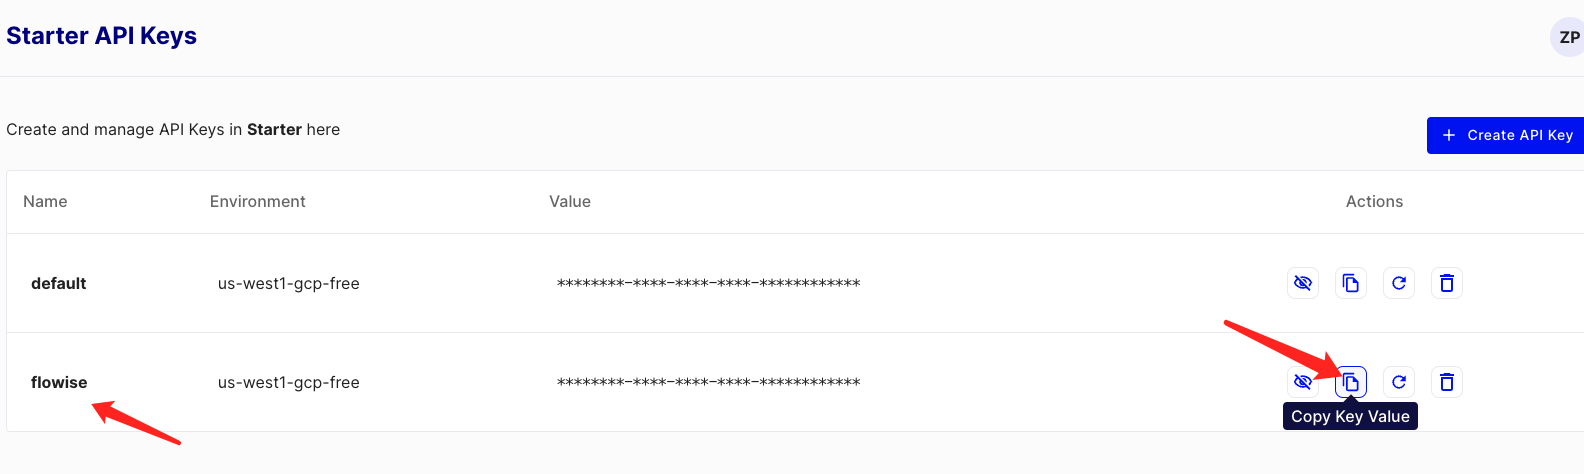 Starter API Keys
ZP
Create and manage API Keys in Starter here
+ Create API Key
Name Environment Value Actions
default us-west1-gcp-free ********-****-****-****-************
flowise us-west1-gcp-free ********-****-****-****-************
Copy Key Value